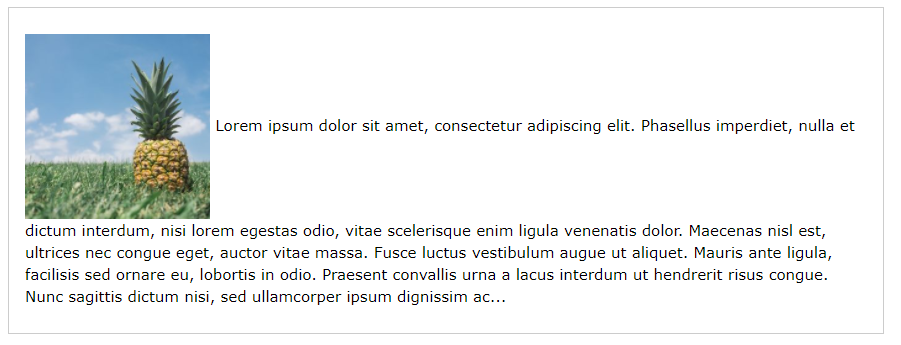 Lorem ipsum dolor sit amet, consectetur adipiscing elit. Phasellus imperdiet, nulla et
dictum interdum, nisi lorem egestas odio, vitae scelerisque enim ligula venenatis dolor. Maecenas nisl est,
ultrices nec congue eget, auctor vitae massa. Fusce luctus vestibulum augue ut aliquet. Mauris ante ligula,
facilisis sed ornare eu, lobortis in odio. Praesent convallis urna a lacus interdum ut hendrerit risus congue.
Nunc sagittis dictum nisi, sed ullamcorper ipsum dignissim ac...